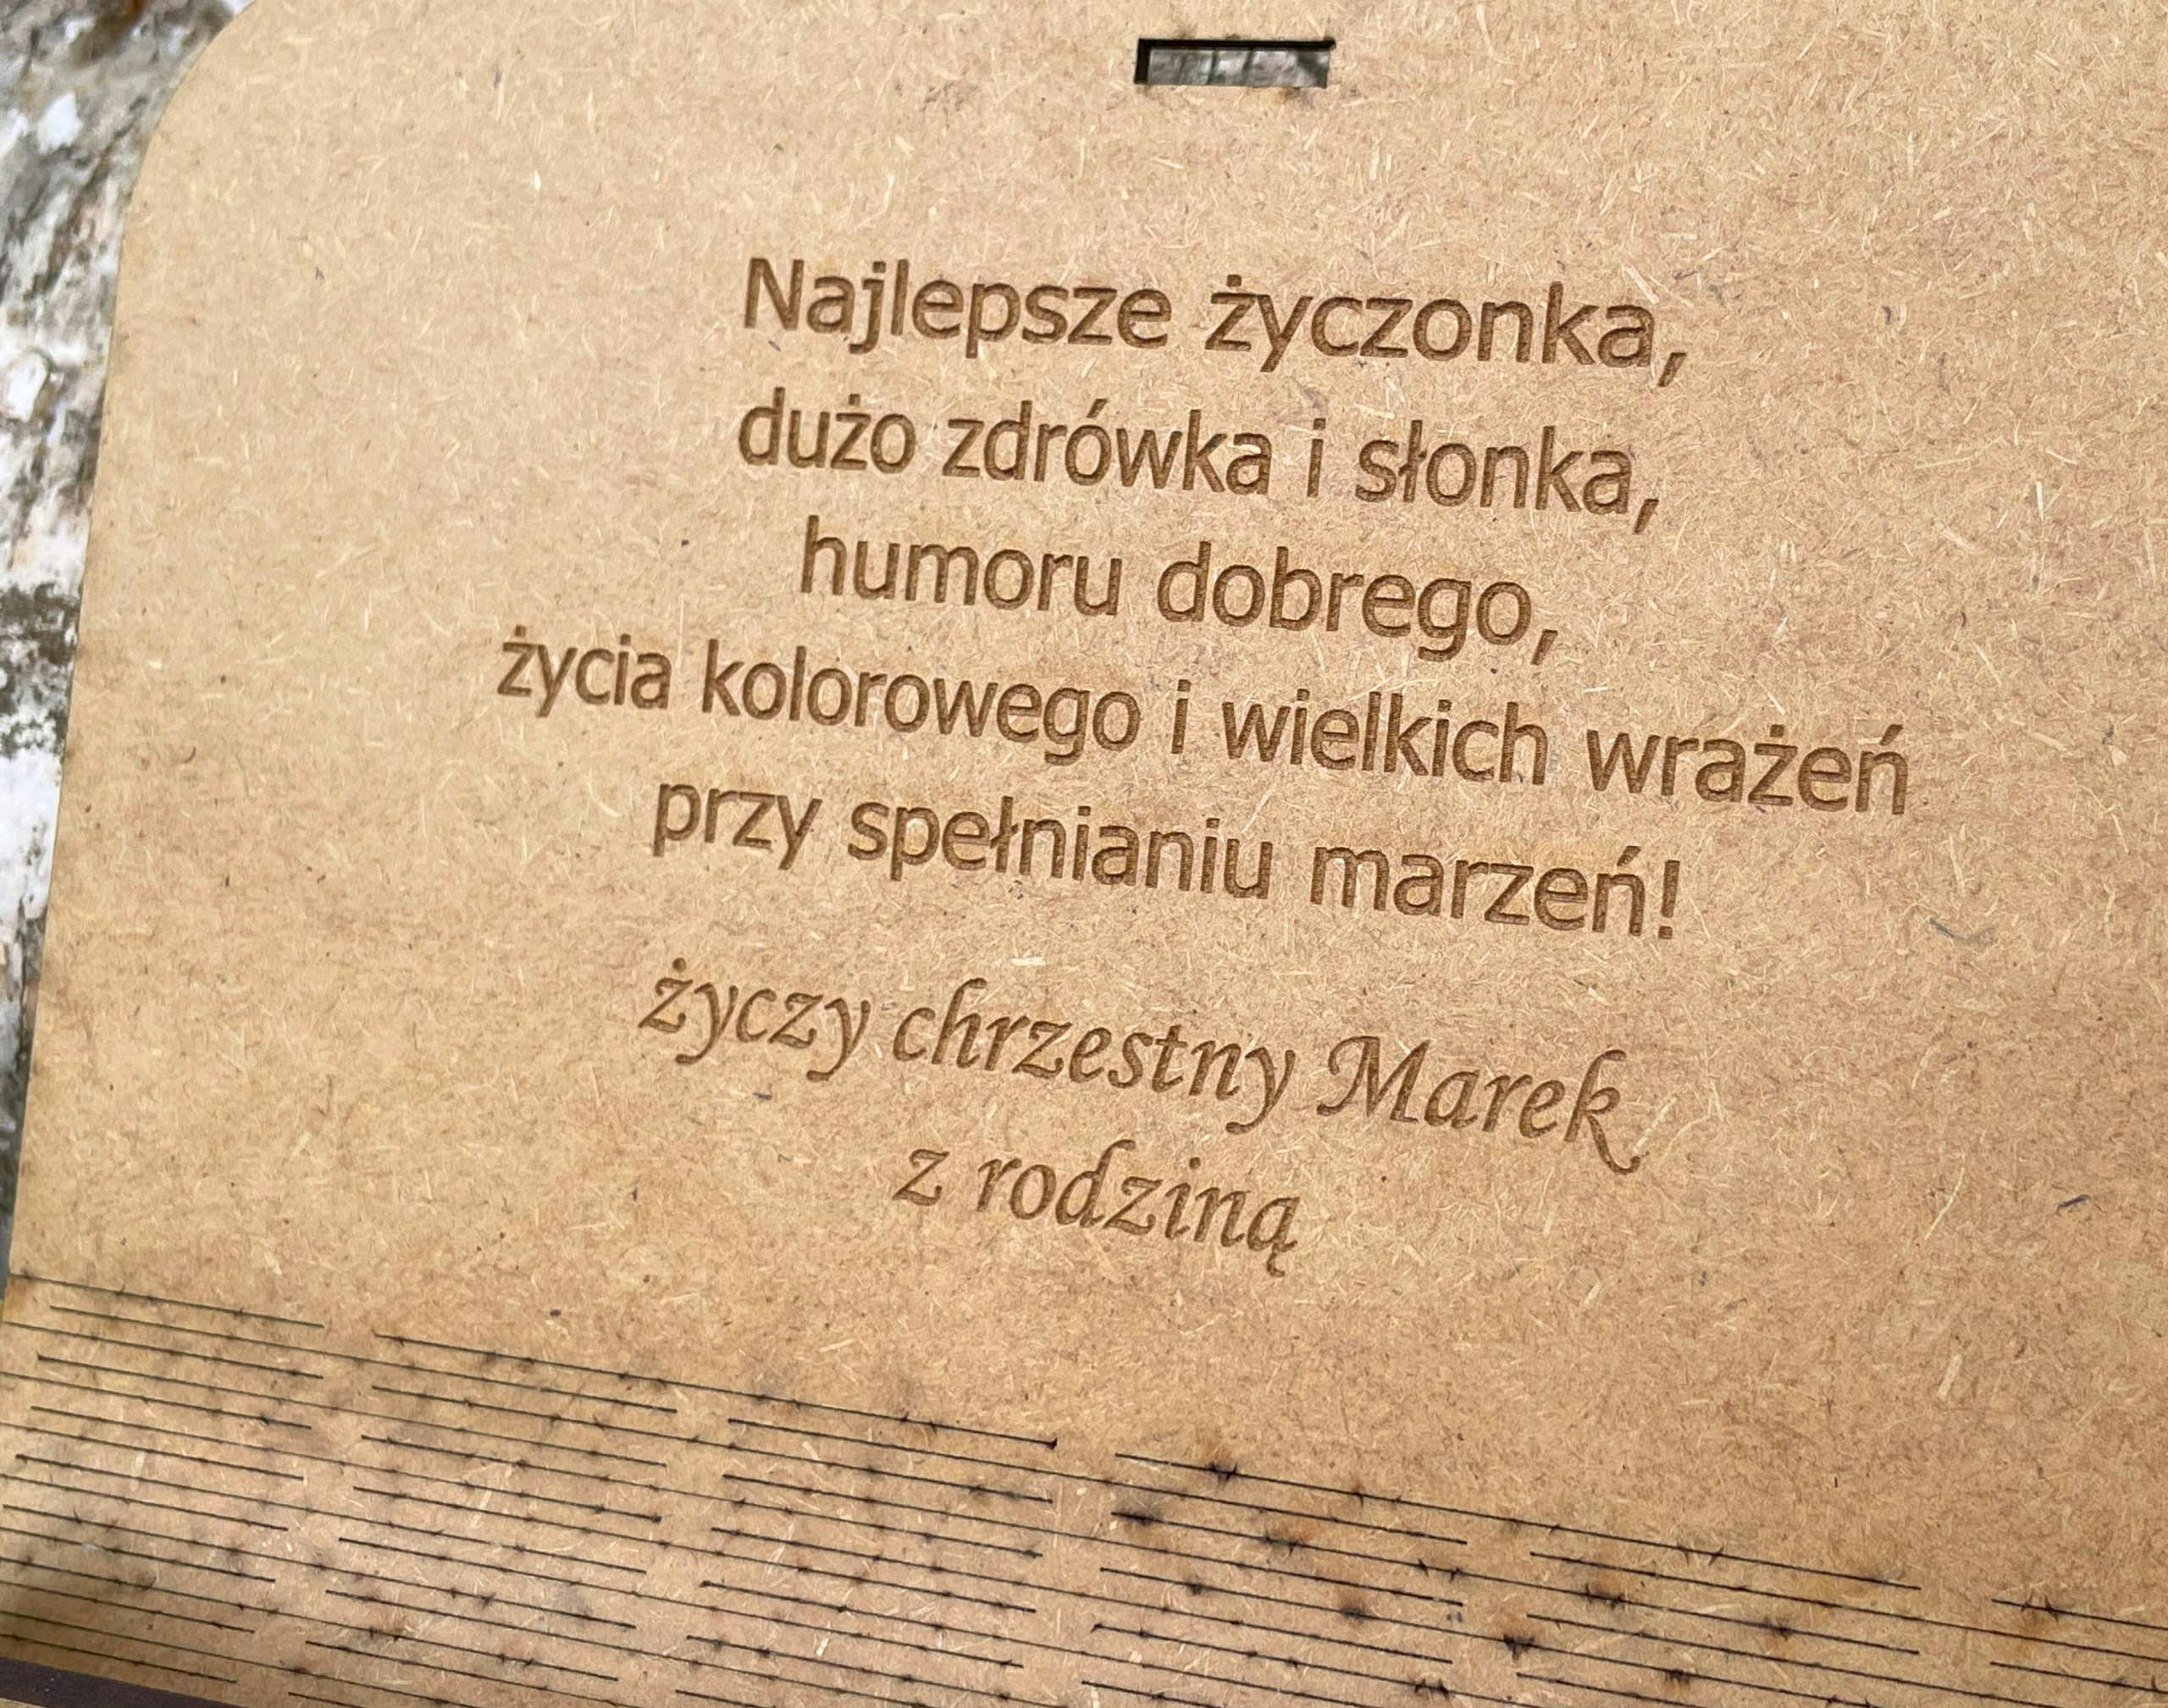 Najlepsze życzonka,
dużo zdrówka i słonka,
humoru dobrego,
życia kolorowego i wielkich wrażeń
przy spełnianiu marzeń!
życzy chrzestny Marek
z rodziną